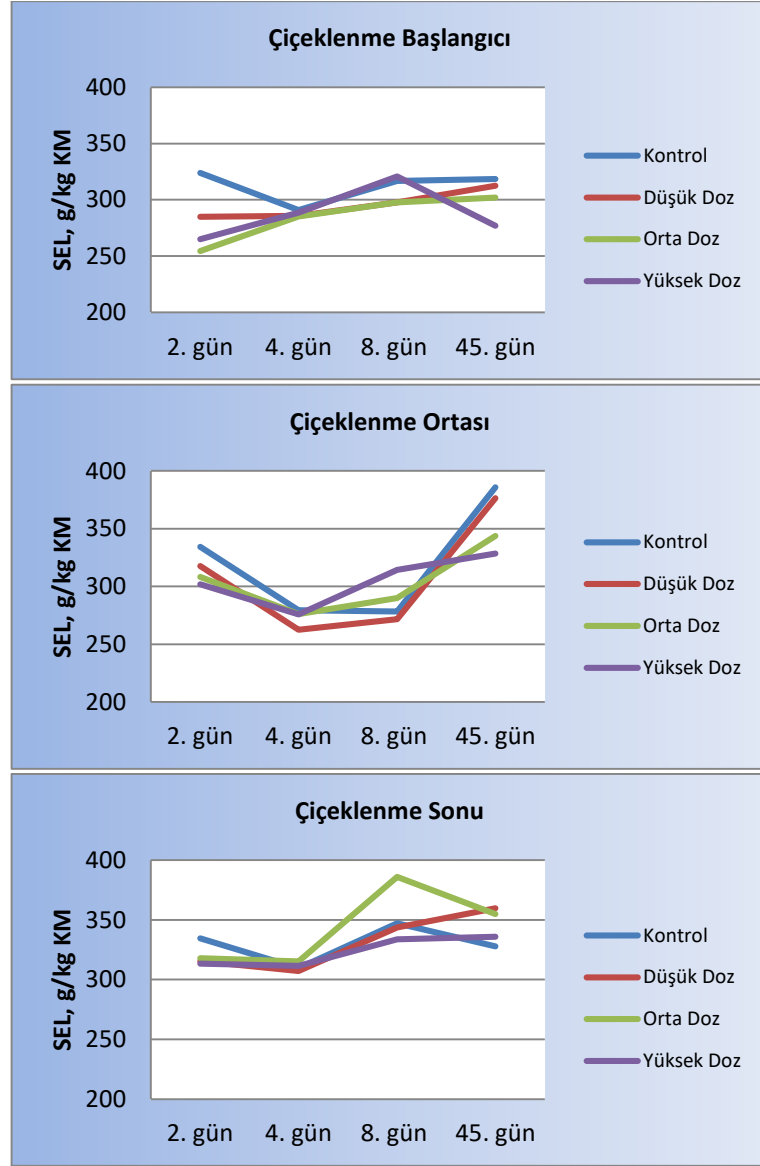 Çiçeklenme Başlangıcı
SEL, g/kg KM
400
350
300
250
200
2. gün 4. gün 8. gün 45. gün
Kontrol
Düşük Doz
Orta Doz
Yüksek Doz
Çiçeklenme Ortası
SEL, g/kg KM
400
350
300
250
200
2. gün 4. gün 8. gün 45. gün
Kontrol
Düşük Doz
Orta Doz
Yüksek Doz
Çiçeklenme Sonu
SEL, g/kg KM
400
350
300
250
200
2. gün 4. gün 8. gün 45. gün
Kontrol
Düşük Doz
Orta Doz
Yüksek Doz